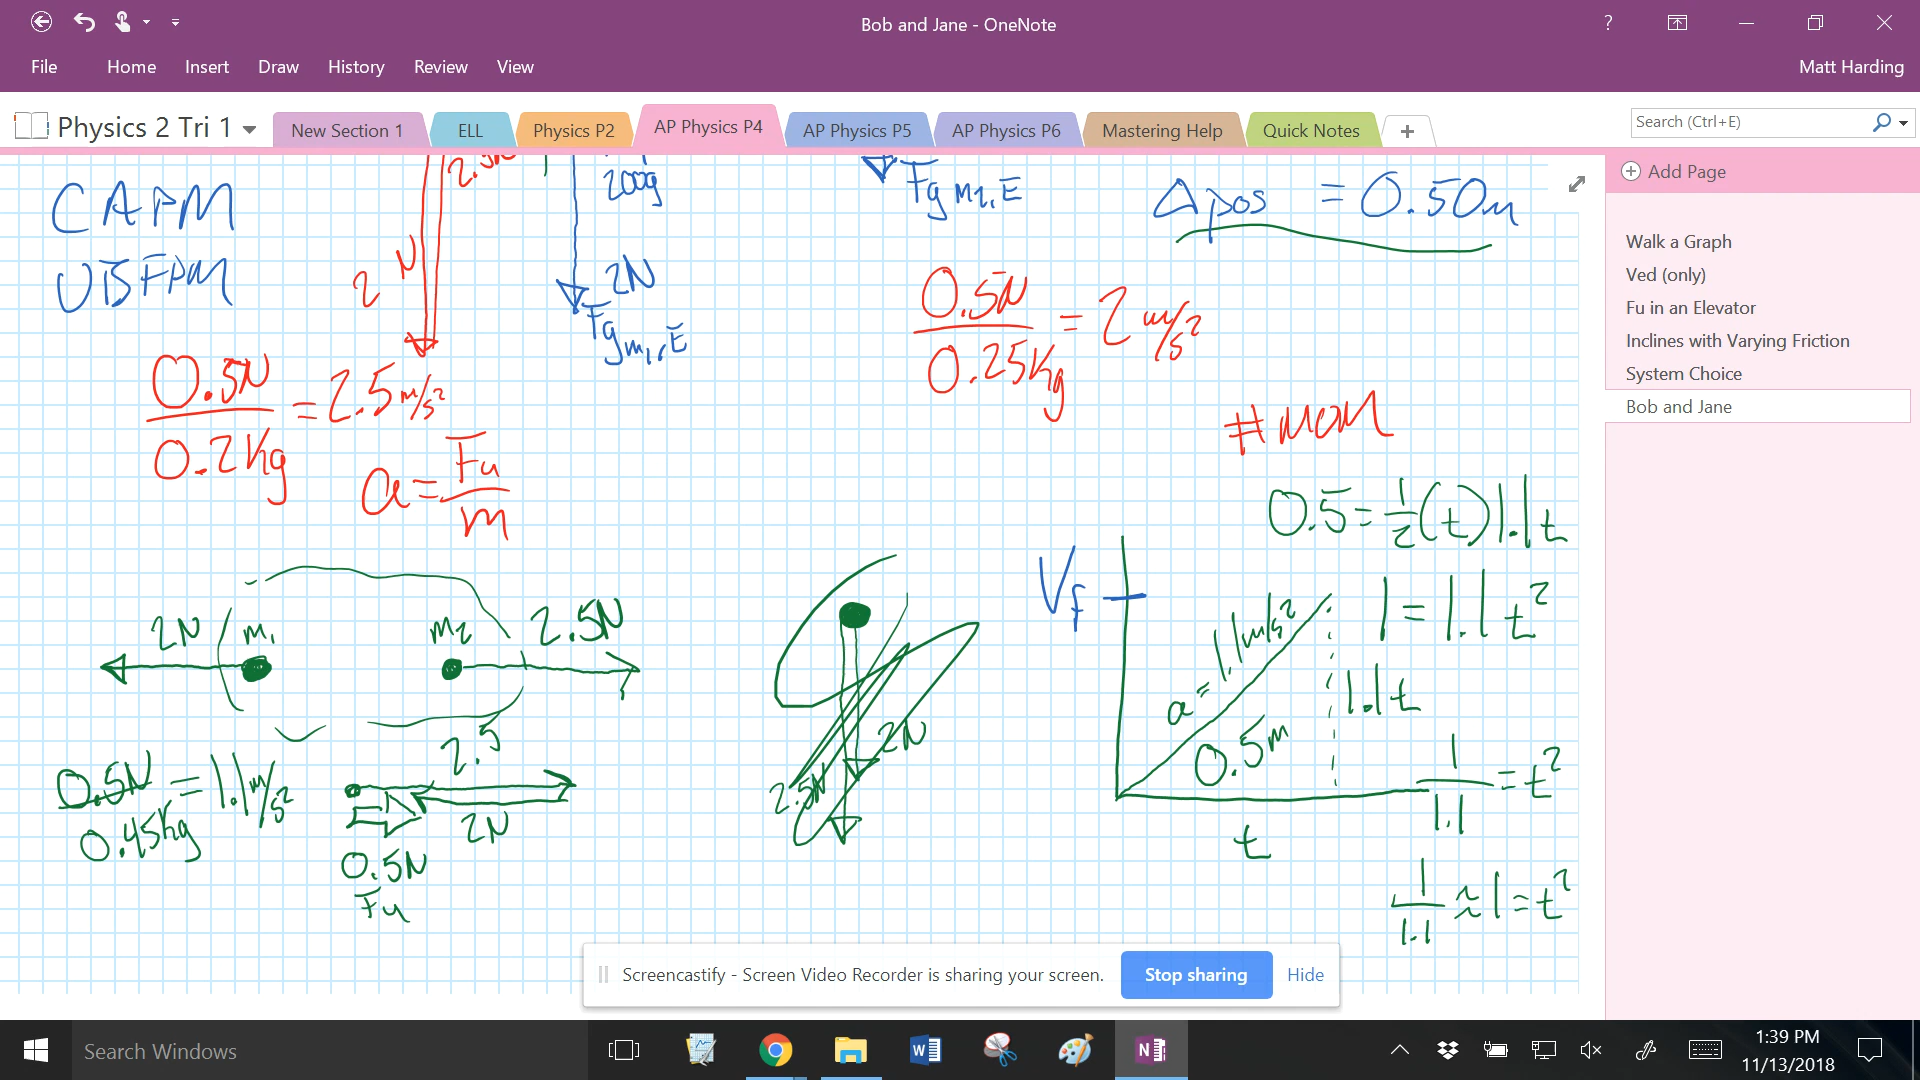 Bob and Jane - OneNote
?
File Home Insert Draw History Review View
Matt Harding
Physics 2 Tri 1
New Section 1 ELL Physics P2 AP Physics P4 AP Physics P5 AP Physics P6 Mastering Help Quick Notes +
Search (Ctrl+E)
Add Page
Walk a Graph
Ved (only)
Fu in an Elevator
Inclines with Varying Friction
System Choice
Bob and Jane
CAPM
UBFPM
2.5N
2 N
200g
2N
Fg m1,E
Fg M2,E
Δpos = 0.50m
0.5N
0.2kg
= 2.5 m/s²
a = Fu
m
0.5N
0.25kg
= 2 m/s²
#MOM
0.5 = 1/2 (t) 1.1t
1 = 1.1 t²
1.1t
1
1.1
= t²
1
1.1
≈ 1 = t²
Vf
a = 1.1m/s²
0.5m
t
2N m1 m2 2.5N
0.5N
0.45kg
= 1.1 m/s²
2.5
2N
0.5N
Fu
2N
2.5N
Screencastify - Screen Video Recorder is sharing your screen. Stop sharing Hide
Search Windows
1:39 PM
11/13/2018